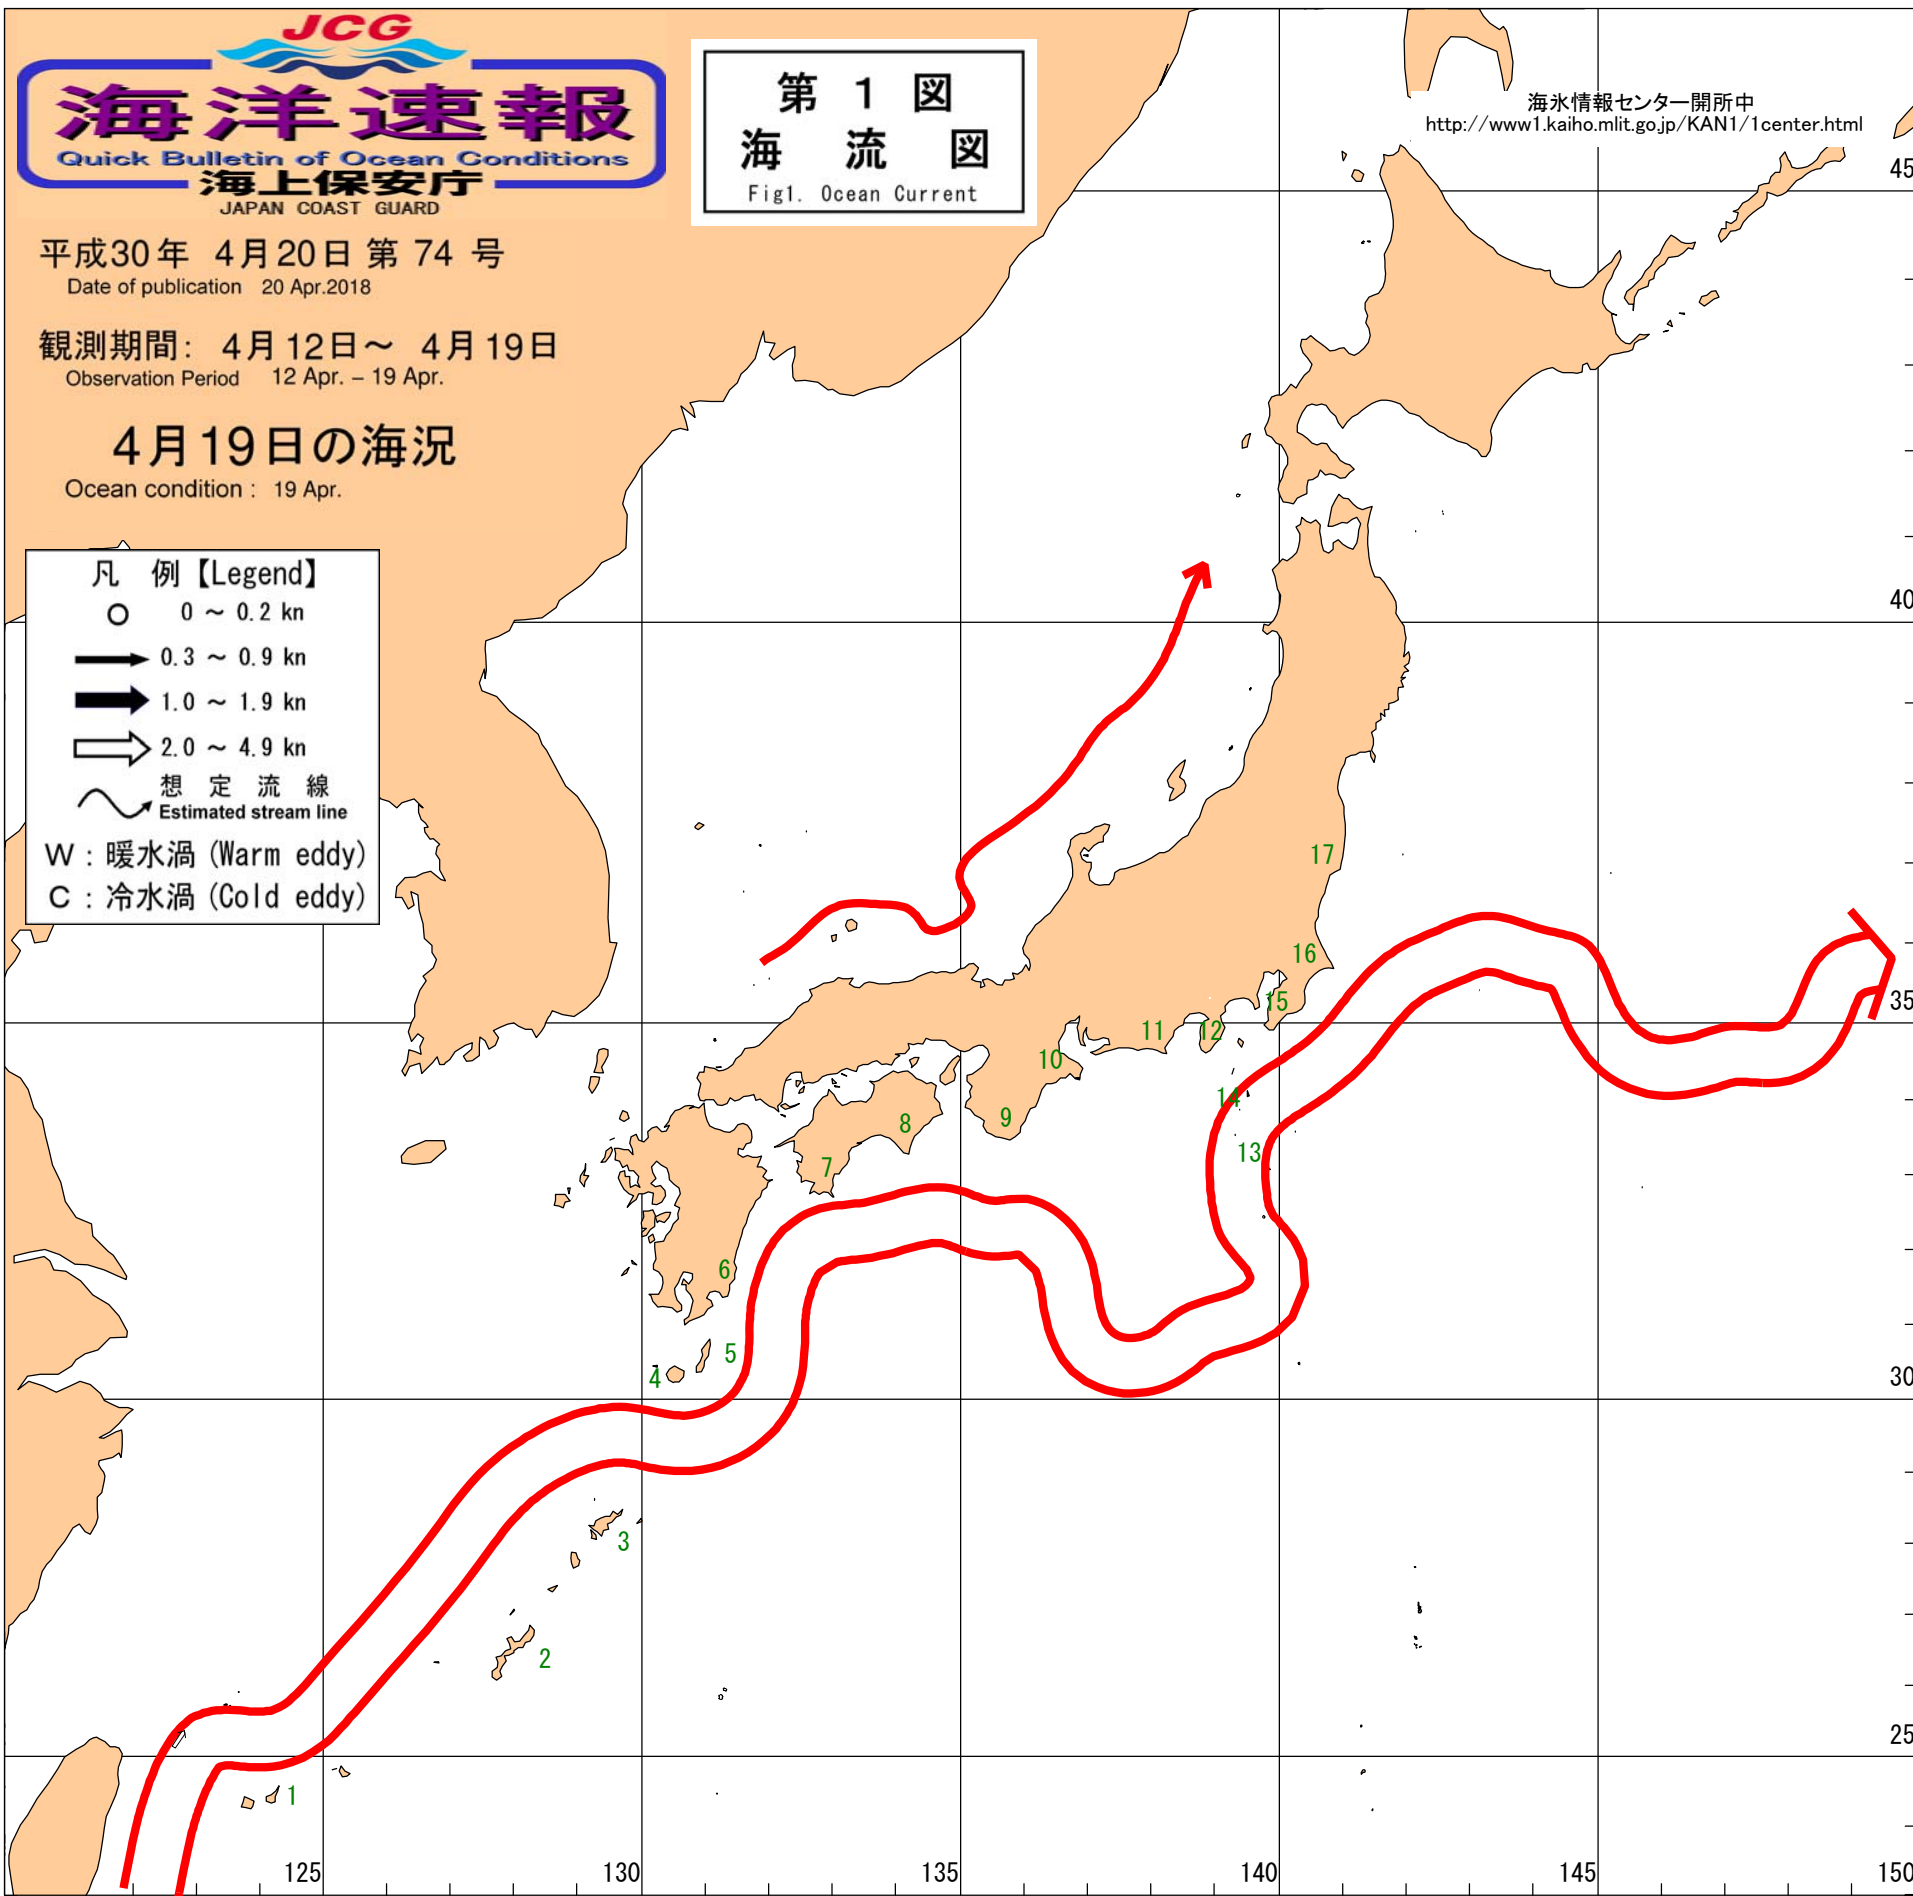 JCG
海洋速報
Quick Bulletin of Ocean Conditions
海上保安庁
JAPAN COAST GUARD
平成30年 4月20日 第 74 号
Date of publication 20 Apr.2018
観測期間: 4月12日～ 4月19日
Observation Period 12 Apr. – 19 Apr.
4月19日の海況
Ocean condition : 19 Apr.
第 1 図
海 流 図
Fig1. Ocean Current
海氷情報センター開所中
http://www1.kaiho.mlit.go.jp/KAN1/1center.html
凡 例【Legend】
0 ～ 0.2 kn
0.3 ～ 0.9 kn
1.0 ～ 1.9 kn
2.0 ～ 4.9 kn
想 定 流 線
Estimated stream line
W : 暖水渦 (Warm eddy)
C : 冷水渦 (Cold eddy)
45
40
35
30
25
17
16
15
14
13
12
11
10
9
8
7
6
5
4
3
2
1
125
130
135
140
145
150